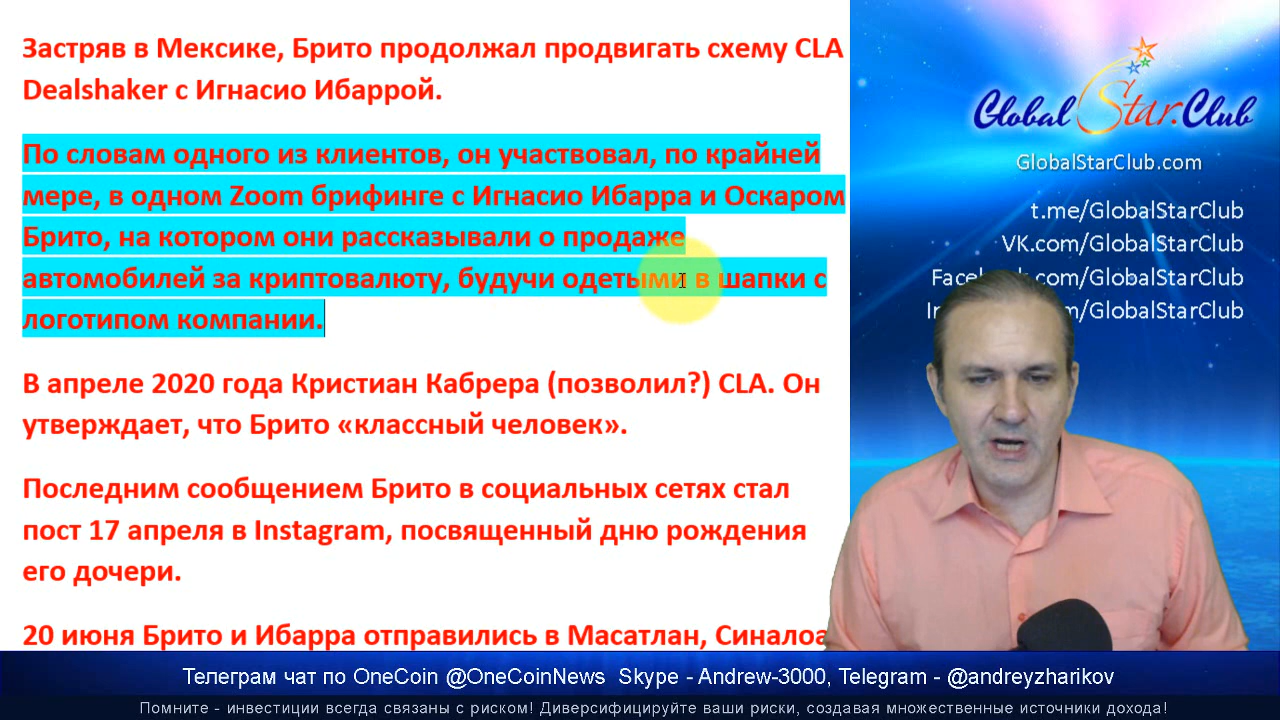 Застряв в Мексике, Брито продолжал продвигать схему CLA
Dealshaker с Игнасио Ибаррой.
По словам одного из клиентов, он участвовал, по крайней
мере, в одном Zoom брифинге с Игнасио Ибарра и Оскаром
Брито, на котором они рассказывали о продаже
автомобилей за криптовалюту, будучи одетыми в шапки с
логотипом компании.
В апреле 2020 года Кристиан Кабрера (позволил?) CLA. Он
утверждает, что Брито «классный человек».
Последним сообщением Брито в социальных сетях стал
пост 17 апреля в Instagram, посвященный дню рождения
его дочери.
20 июня Брито и Ибарра отправились в Масатлан, Синалоа
Global Star.Club
GlobalStarClub.com
t.me/GlobalStarClub
VK.com/GlobalStarClub
com/GlobalStarClub
/GlobalStarClub
Телеграм чат по OneCoin @OneCoinNews Skype - Andrew-3000, Telegram - @andreyzharikov
Помните - инвестиции всегда связаны с риском! Диверсифицируйте ваши риски, создавая множественные источники дохода!